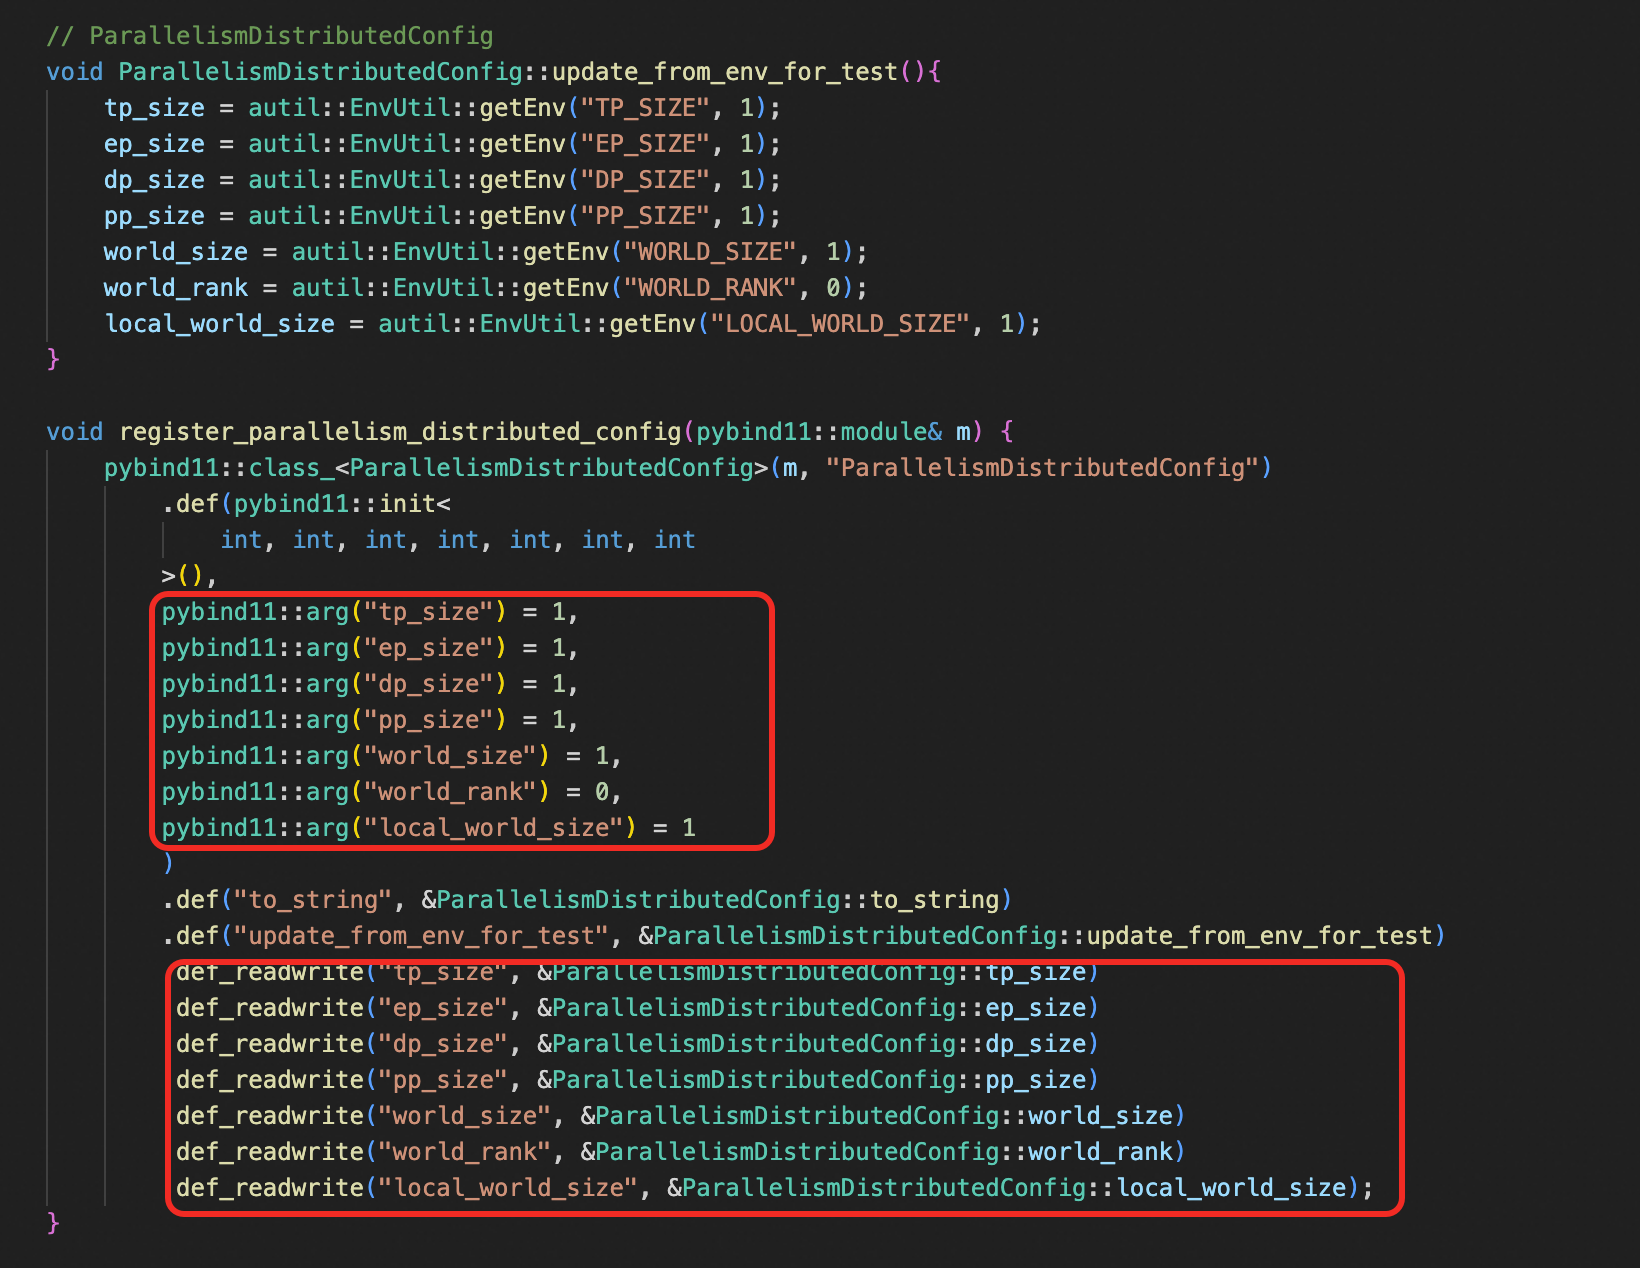 // ParallelismDistributedConfig
void ParallelismDistributedConfig::update_from_env_for_test(){
    tp_size = autil::EnvUtil::getEnv("TP_SIZE", 1);
    ep_size = autil::EnvUtil::getEnv("EP_SIZE", 1);
    dp_size = autil::EnvUtil::getEnv("DP_SIZE", 1);
    pp_size = autil::EnvUtil::getEnv("PP_SIZE", 1);
    world_size = autil::EnvUtil::getEnv("WORLD_SIZE", 1);
    world_rank = autil::EnvUtil::getEnv("WORLD_RANK", 0);
    local_world_size = autil::EnvUtil::getEnv("LOCAL_WORLD_SIZE", 1);
}

void register_parallelism_distributed_config(pybind11::module& m) {
    pybind11::class_<ParallelismDistributedConfig>(m, "ParallelismDistributedConfig")
        .def(pybind11::init<
            int, int, int, int, int, int, int
        >(),
        pybind11::arg("tp_size") = 1,
        pybind11::arg("ep_size") = 1,
        pybind11::arg("dp_size") = 1,
        pybind11::arg("pp_size") = 1,
        pybind11::arg("world_size") = 1,
        pybind11::arg("world_rank") = 0,
        pybind11::arg("local_world_size") = 1
        )
        .def("to_string", &ParallelismDistributedConfig::to_string)
        .def("update_from_env_for_test", &ParallelismDistributedConfig::update_from_env_for_test)
        def_readwrite("tp_size", &ParallelismDistributedConfig::tp_size)
        def_readwrite("ep_size", &ParallelismDistributedConfig::ep_size)
        def_readwrite("dp_size", &ParallelismDistributedConfig::dp_size)
        def_readwrite("pp_size", &ParallelismDistributedConfig::pp_size)
        def_readwrite("world_size", &ParallelismDistributedConfig::world_size)
        def_readwrite("world_rank", &ParallelismDistributedConfig::world_rank)
        def_readwrite("local_world_size", &ParallelismDistributedConfig::local_world_size);
}